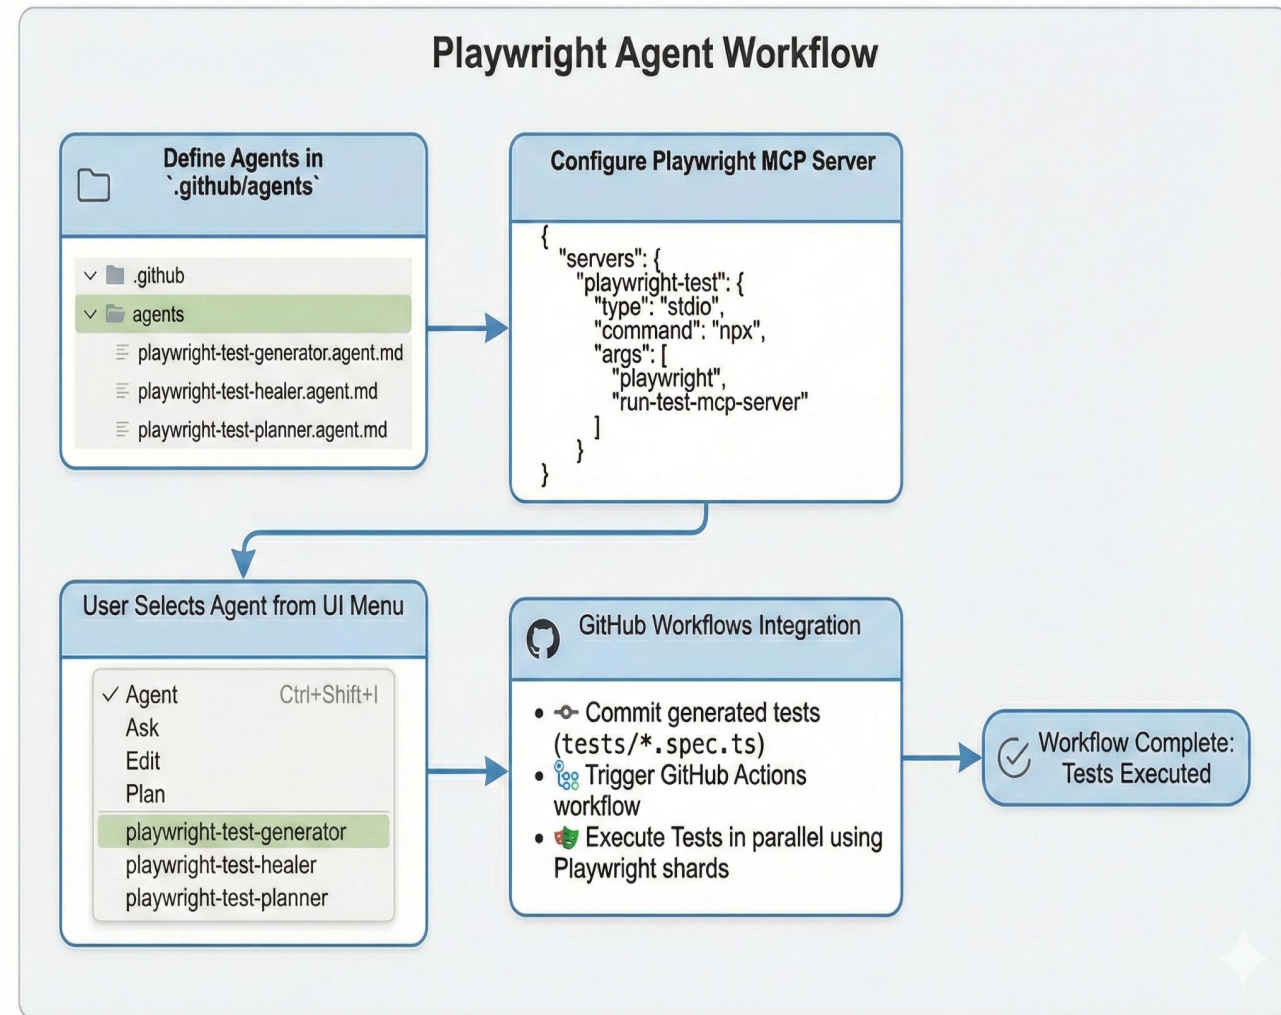 Playwright Agent Workflow
Define Agents in
`.github/agents`
.github
agents
playwright-test-generator.agent.md
playwright-test-healer.agent.md
playwright-test-planner.agent.md
Configure Playwright MCP Server
{
"servers": {
"playwright-test": {
"type": "stdio",
"command": "npx",
"args": [
"playwright",
"run-test-mcp-server"
]
}
}
User Selects Agent from UI Menu
Agent Ctrl+Shift+I
Ask
Edit
Plan
playwright-test-generator
playwright-test-healer
playwright-test-planner
GitHub Workflows Integration
• Commit generated tests
(tests/*.spec.ts)
• Trigger GitHub Actions
workflow
• Execute Tests in parallel using
Playwright shards
Workflow Complete:
Tests Executed